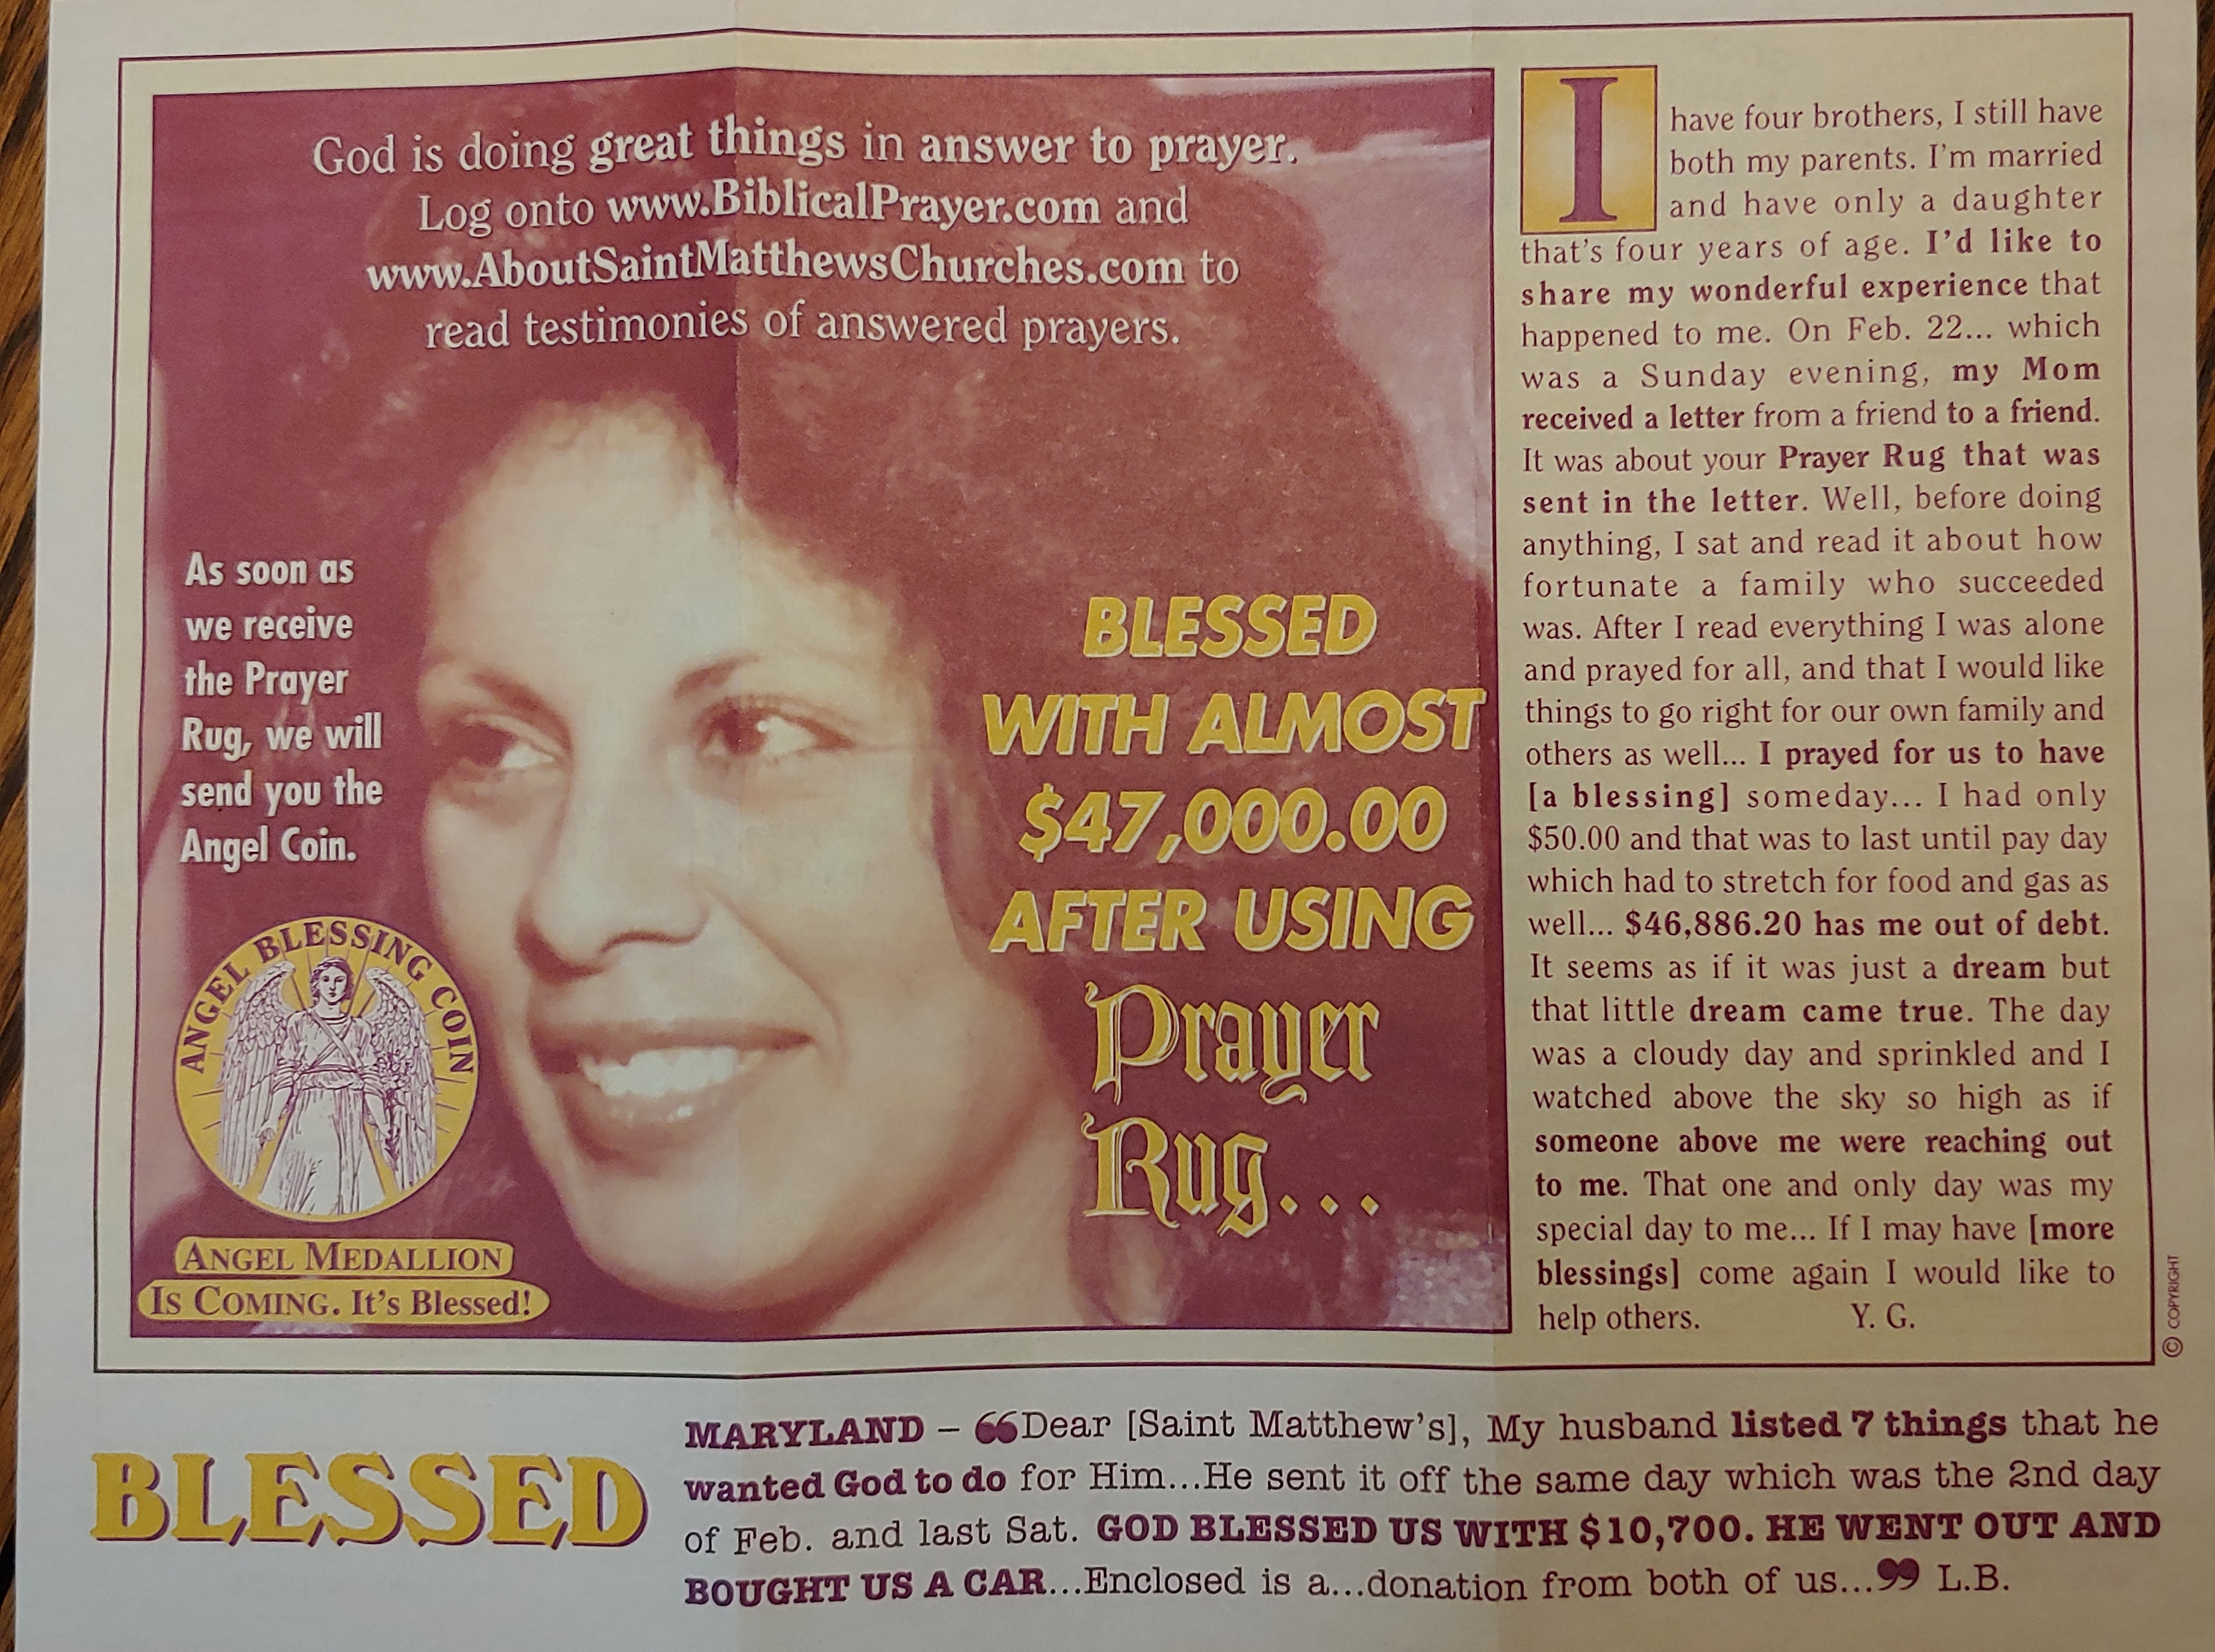 God is doing great things in answer to prayer.
Log onto www.BiblicalPrayer.com and
www.AboutSaintMatthewsChurches.com to
read testimonies of answered prayers.
As soon as
we receive
the Prayer
Rug, we will
send you the
Angel Coin.
ANGEL BLESSING COIN
ANGEL MEDALLION
IS COMING. It's Blessed!
BLESSED
WITH ALMOST
$47,000.00
AFTER USING
Prayer
Rug...
I have four brothers, I still have
both my parents. I'm married
and have only a daughter
that's four years of age. I'd like to
share my wonderful experience that
happened to me. On Feb. 22... which
was a Sunday evening, my Mom
received a letter from a friend to a friend.
It was about your Prayer Rug that was
sent in the letter. Well, before doing
anything, I sat and read it about how
fortunate a family who succeeded
was. After I read everything I was alone
and prayed for all, and that I would like
things to go right for our own family and
others as well... I prayed for us to have
[a blessing] someday... I had only
$50.00 and that was to last until pay day
which had to stretch for food and gas as
well... $46,886.20 has me out of debt.
It seems as if it was just a dream but
that little dream came true. The day
was a cloudy day and sprinkled and I
watched above the sky so high as if
someone above me were reaching out
to me. That one and only day was my
special day to me... If I may have [more
blessings] come again I would like to
help others. Y. G.
© COPYRIGHT
BLESSED
MARYLAND – “Dear [Saint Matthew's], My husband listed 7 things that he
wanted God to do for Him...He sent it off the same day which was the 2nd day
of Feb. and last Sat. GOD BLESSED US WITH $10,700. HE WENT OUT AND
BOUGHT US A CAR...Enclosed is a...donation from both of us...” L.B.